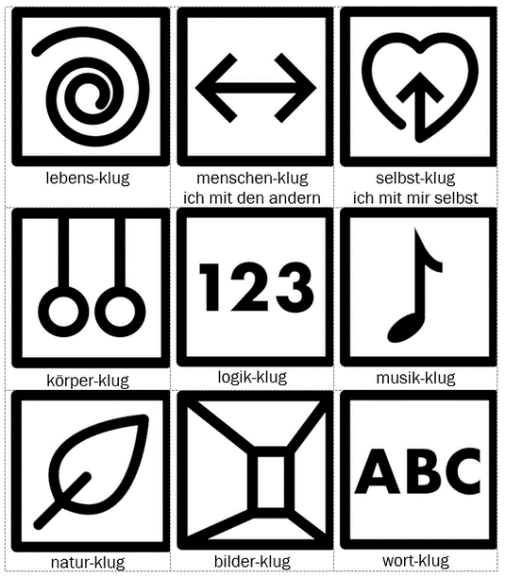 lebens-klug
menschen-klug
ich mit den andern
selbst-klug
ich mit mir selbst
körper-klug
123
logik-klug
musik-klug
natur-klug
bilder-klug
ABC
wort-klug